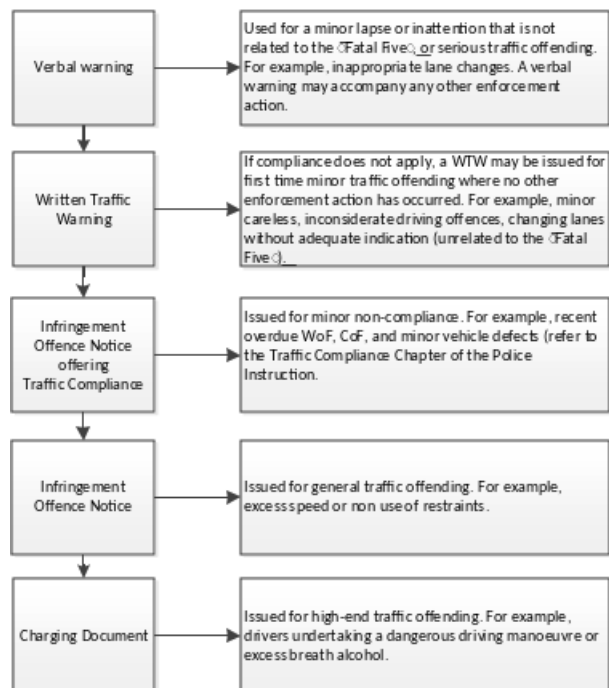 Verbal warning
Used for a minor lapse or inattention that is not
related to the Fatal Five or serious traffic offending.
For example, inappropriate lane changes. A verbal
warning may accompany any other enforcement
action.
Written Traffic
Warning
If compliance does not apply, a WTW may be issued for
first time minor traffic offending where no other
enforcement action has occurred. For example, minor
careless, inconsiderate driving offences, changing lanes
without adequate indication (unrelated to the Fatal
Five).
Infringement
Offence Notice
offering
Traffic Compliance
Issued for minor non-compliance. For example, recent
overdue WoF, CoF, and minor vehicle defects (refer to
the Traffic Compliance Chapter of the Police
Instruction.
Infringement
Offence Notice
Issued for general traffic offending. For example,
excess speed or non use of restraints.
Charging Document
Issued for high-end traffic offending. For example,
drivers undertaking a dangerous driving manoeuvre or
excess breath alcohol.